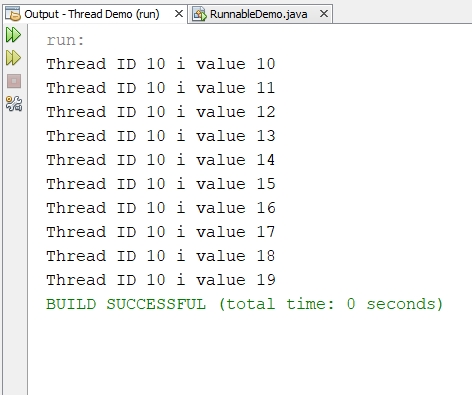 Output - Thread Demo (run) RunnableDemo.java
run:
Thread ID 10 i value 10
Thread ID 10 i value 11
Thread ID 10 i value 12
Thread ID 10 i value 13
Thread ID 10 i value 14
Thread ID 10 i value 15
Thread ID 10 i value 16
Thread ID 10 i value 17
Thread ID 10 i value 18
Thread ID 10 i value 19
BUILD SUCCESSFUL (total time: 0 seconds)